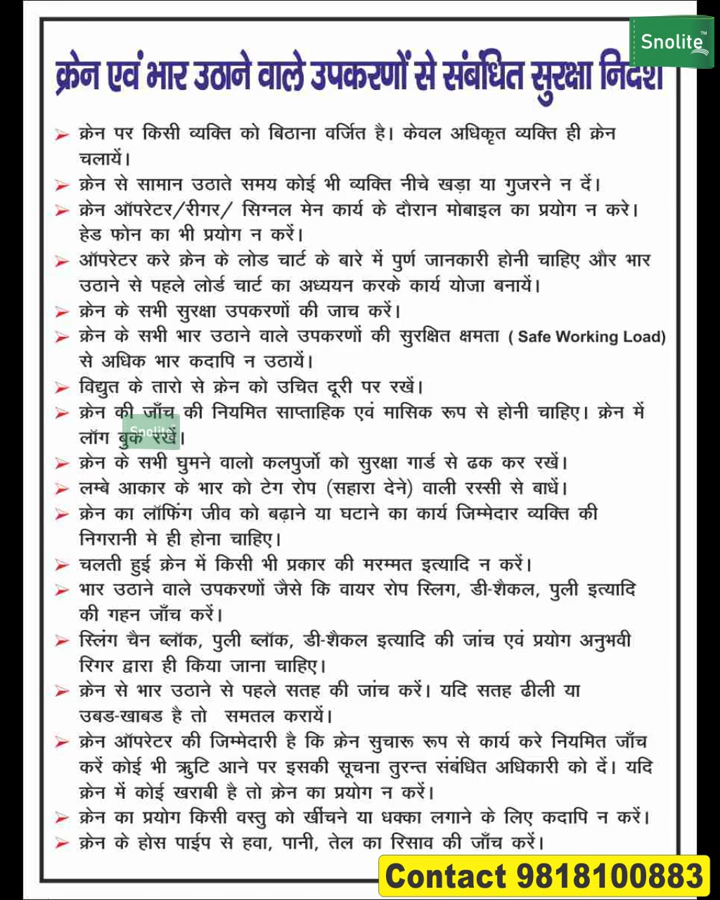 Snolite™
क्रेन एवं भार उठाने वाले उपकरणों से संबंधित सुरक्षा निदश
क्रेन पर किसी व्यक्ति को बिठाना वर्जित है। केवल अधिकृत व्यक्ति ही क्रेन
चलायें।
क्रेन से सामान उठाते समय कोई भी व्यक्ति नीचे खड़ा या गुजरने न दें।
क्रेन ऑपरेटर/रीगर/ सिग्नल मेन कार्य के दौरान मोबाइल का प्रयोग न करे।
हेड फोन का भी प्रयोग न करें।
ऑपरेटर करे क्रेन के लोड चार्ट के बारे में पुर्ण जानकारी होनी चाहिए और भार
उठाने से पहले लोर्ड चार्ट का अध्ययन करके कार्य योजा बनायें।
क्रेन के सभी सुरक्षा उपकरणों की जाच करें।
क्रेन के सभी भार उठाने वाले उपकरणों की सुरक्षित क्षमता ( Safe Working Load)
से अधिक भार कदापि न उठायें।
विद्युत के तारो से क्रेन को उचित दूरी पर रखें।
क्रेन की जाँच की नियमित साप्ताहिक एवं मासिक रूप से होनी चाहिए। क्रेन में
लॉग बुक रखें।
Snolite
क्रेन के सभी घुमने वालो कलपुर्जो को सुरक्षा गार्ड से ढक कर रखें।
लम्बे आकार के भार को टेग रोप (सहारा देने) वाली रस्सी से बाधें।
क्रेन का लॉफिंग जीव को बढ़ाने या घटाने का कार्य जिम्मेदार व्यक्ति की
निगरानी मे ही होना चाहिए।
चलती हुई क्रेन में किसी भी प्रकार की मरम्मत इत्यादि न करें।
भार उठाने वाले उपकरणों जैसे कि वायर रोप स्लिग, डी-शैकल, पुली इत्यादि
की गहन जाँच करें।
स्लिंग चैन ब्लॉक, पुली ब्लॉक, डी-शैकल इत्यादि की जांच एवं प्रयोग अनुभवी
रिगर द्वारा ही किया जाना चाहिए।
क्रेन से भार उठाने से पहले सतह की जांच करें। यदि सतह ढीली या
उबड-खाबड है तो समतल करायें।
क्रेन ऑपरेटर की जिम्मेदारी है कि क्रेन सुचारू रूप से कार्य करे नियमित जाँच
करें कोई भी ऋुटि आने पर इसकी सूचना तुरन्त संबंधित अधिकारी को दें। यदि
क्रेन में कोई खराबी है तो क्रेन का प्रयोग न करें।
क्रेन का प्रयोग किसी वस्तु को खींचने या धक्का लगाने के लिए कदापि न करें।
क्रेन के होस पाईप से हवा, पानी, तेल का रिसाव की जाँच करें।
Contact 9818100883